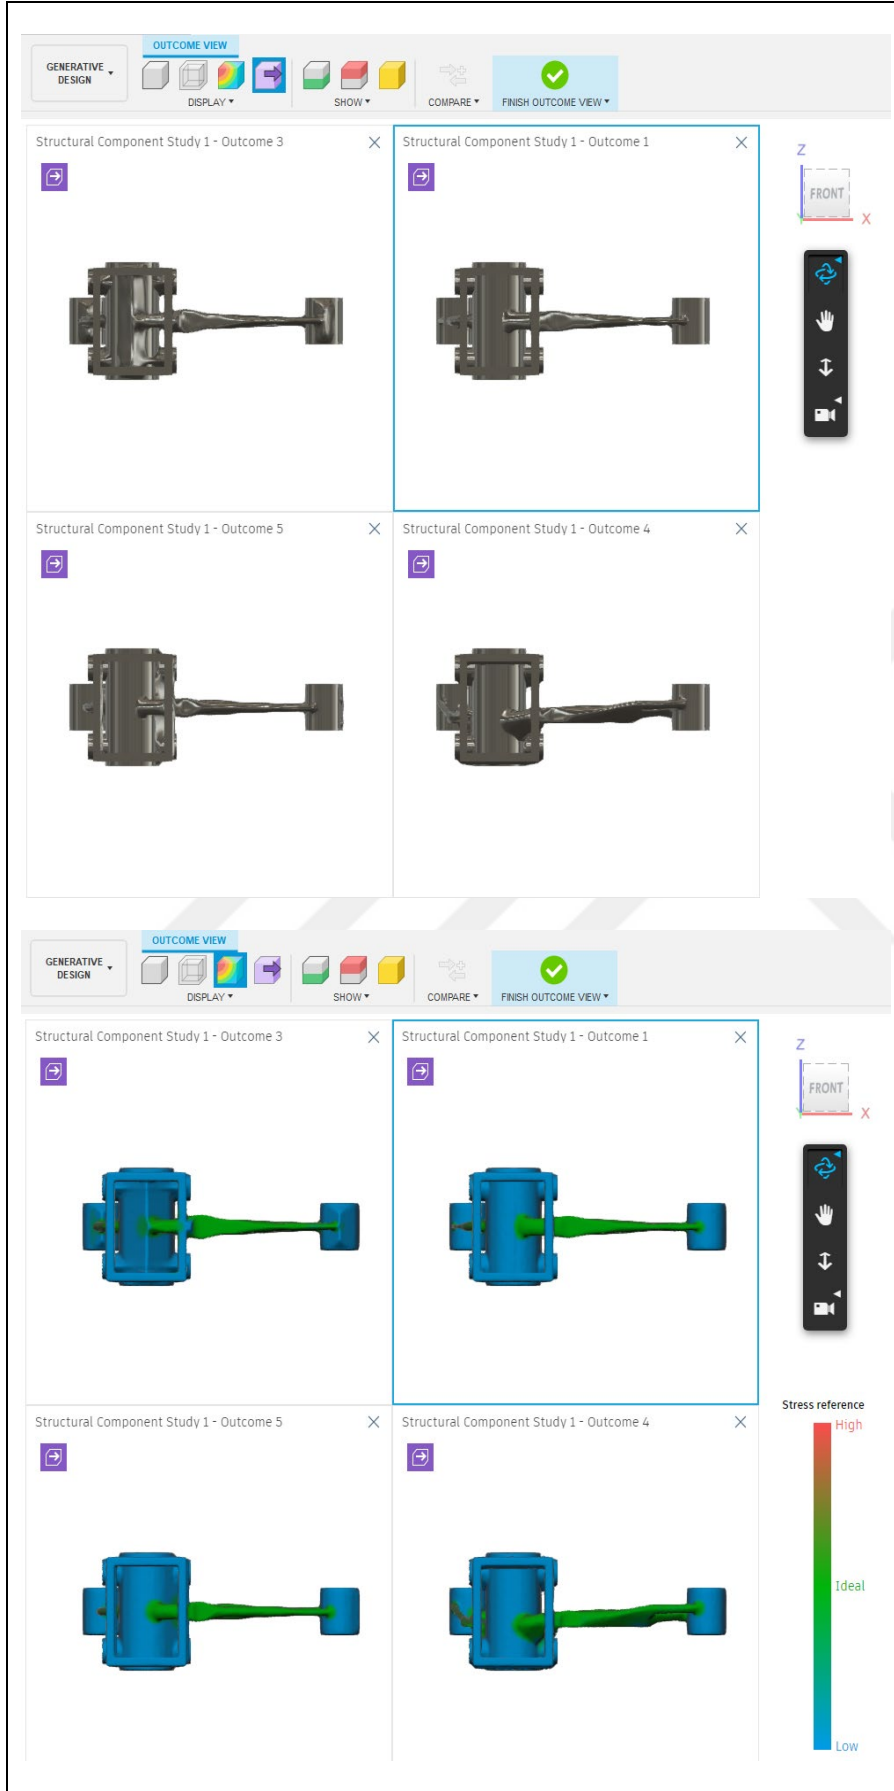 OUTCOME VIEW
GENERATIVE DESIGN
DISPLAY SHOW COMPARE FINISH OUTCOME VIEW
Structural Component Study 1 - Outcome 3
Structural Component Study 1 - Outcome 1
Z
FRONT
X
Structural Component Study 1 - Outcome 5
Structural Component Study 1 - Outcome 4
OUTCOME VIEW
GENERATIVE DESIGN
DISPLAY SHOW COMPARE FINISH OUTCOME VIEW
Structural Component Study 1 - Outcome 3
Structural Component Study 1 - Outcome 1
Z
FRONT
X
Structural Component Study 1 - Outcome 5
Structural Component Study 1 - Outcome 4
Stress reference
High
Ideal
Low